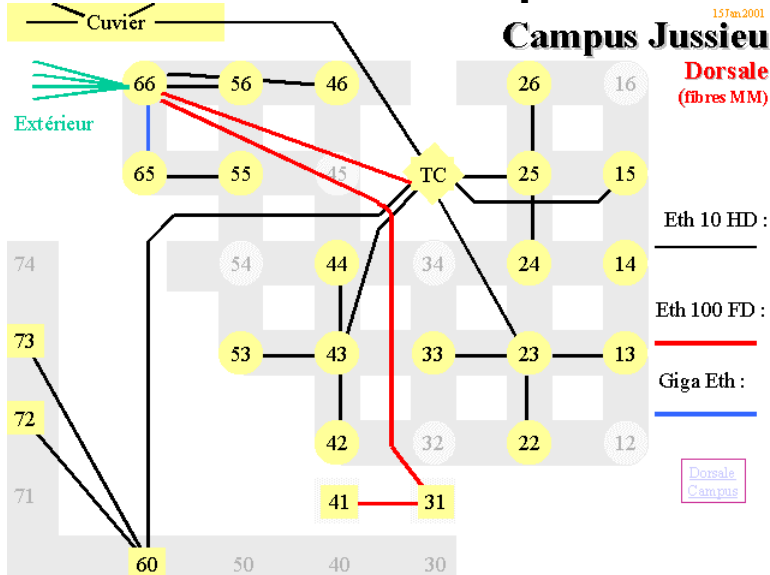 15Jan.2001
Cuvier
Campus Jussieu
Dorsale
(fibres MM)
66 56 46 26 16
Extérieur
65 55 45 TC 25 15
Eth 10 HD :
74 54 44 34 24 14
Eth 100 FD :
73 53 43 33 23 13
Giga Eth :
72 42 32 22 12
Dorsale
Campus
71 41 31
60 50 40 30